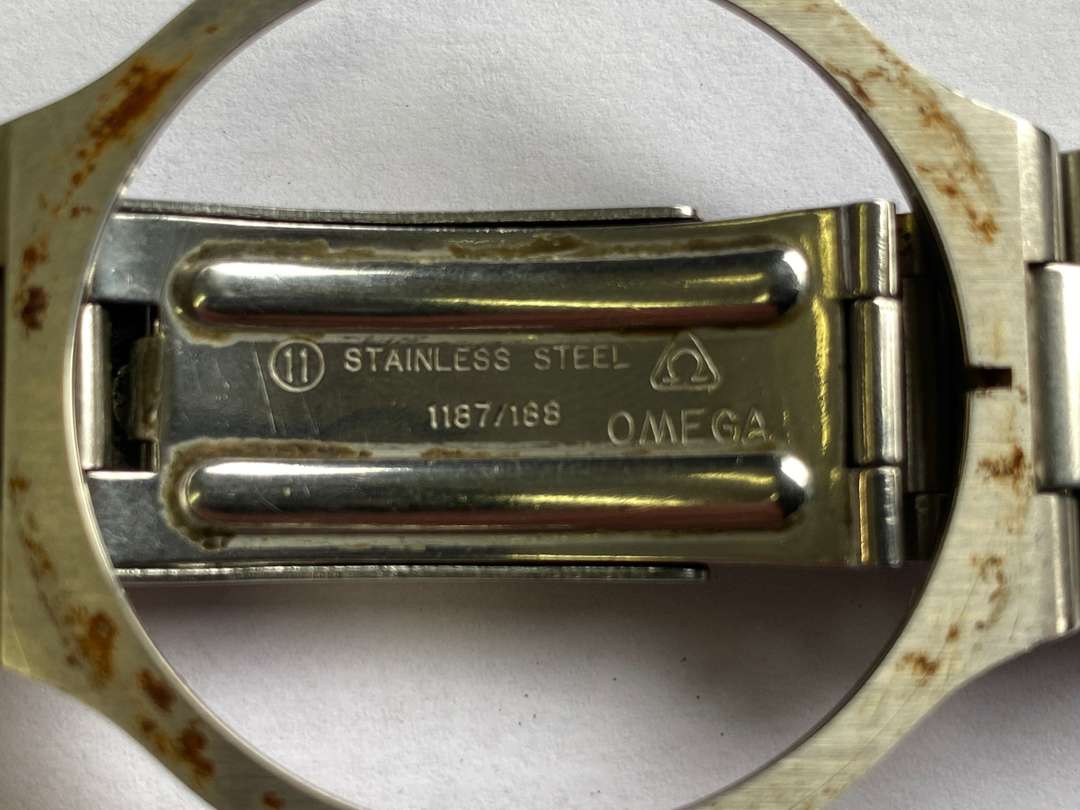 11 STAINLESS STEEL Ω
1187/188 OMEGA